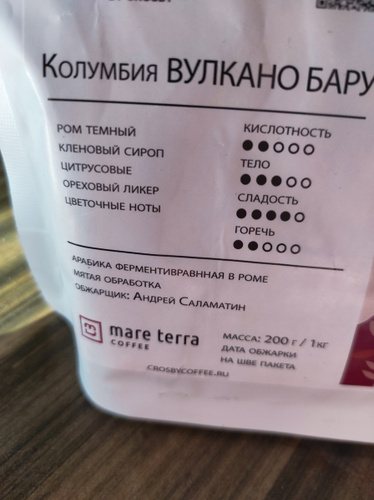 Колумбия ВУЛКАНО БАРУ
РОМ ТЕМНЫЙ
КЛЕНОВЫЙ СИРОП
ЦИТРУСОВЫЕ
ОРЕХОВЫЙ ЛИКЕР
ЦВЕТОЧНЫЕ НОТЫ
КИСЛОТНОСТЬ
ТЕЛО
СЛАДОСТЬ
ГОРЕЧЬ
АРАБИКА ФЕРМЕНТИВРАВННАЯ В РОМЕ
МЯТАЯ ОБРАБОТКА
ОБЖАРЩИК: АНДРЕЙ САЛАМАТИН
mare terra
COFFEE
МАССА: 200 Г / 1КГ
ДАТА ОБЖАРКИ
НА ШВЕ ПАКЕТА
CROSBYCOFFEE.RU